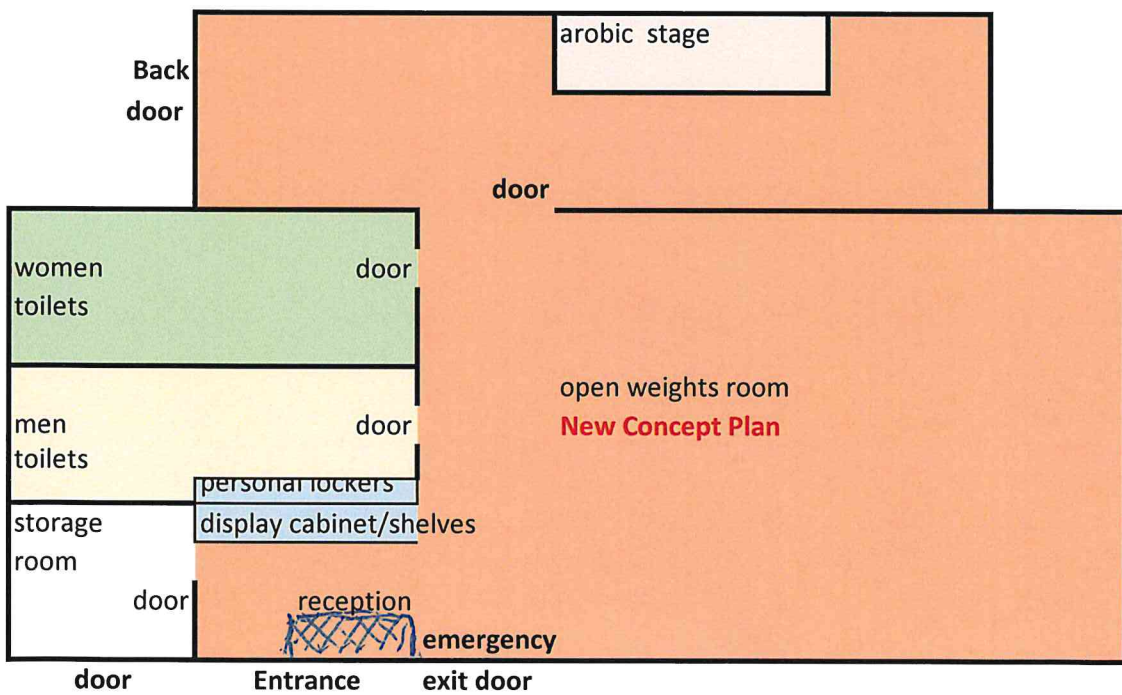 arobic stage
Back
door
door
women door
toilets
open weights room
men door
New Concept Plan
toilets
personal lockers
storage display cabinet/shelves
room
door reception
emergency
door Entrance exit door